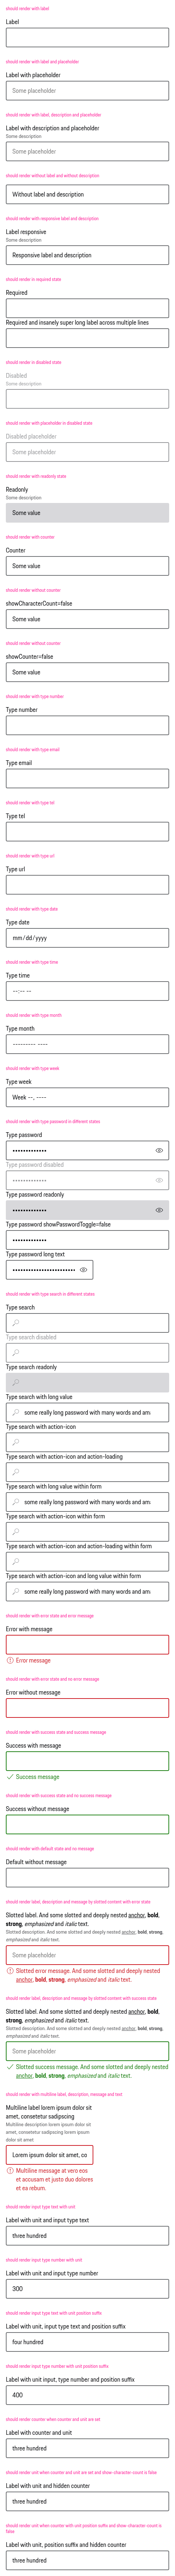 should render with label
Label
should render with label and placeholder
Label with placeholder
Some placeholder
should render with label, description and placeholder
Label with description and placeholder
Some description
Some placeholder
should render without label and without description
Without label and description
should render with responsive label and description
Label responsive
Some description
Responsive label and description
should render in required state
Required
Required and insanely super long label across multiple lines
should render in disabled state
Disabled
Some description
should render with placeholder in disabled state
Disabled placeholder
Some placeholder
should render with readonly state
Readonly
Some description
Some value
should render with counter
Counter
Some value
should render without counter
showCharacterCount=false
Some value
should render without counter
showCounter=false
Some value
should render with type number
Type number
should render with type email
Type email
should render with type tel
Type tel
should render with type url
Type url
should render with type date
Type date
mm/dd/yyyy
should render with type time
Type time
--:-- --
should render with type month
Type month
--------- ----
should render with type week
Type week
Week --, ----
should render with type password in different states
Type password
••••••••••••••
Type password disabled
••••••••••••••
Type password readonly
••••••••••••••
Type password showPasswordToggle=false
••••••••••••••
Type password long text
••••••••••••••••••••••••••
should render with type search in different states
Type search
Type search disabled
Type search readonly
Type search with long value
some really long password with many words and am
Type search with action-icon
Type search with action-icon and action-loading
Type search with long value within form
some really long password with many words and am
Type search with action-icon within form
Type search with action-icon and action-loading within form
Type search with action-icon and long value within form
some really long password with many words and am
should render with error state and error message
Error with message
Error message
should render with error state and no error message
Error without message
should render with success state and success message
Success with message
Success message
should render with success state and no success message
Success without message
should render with default state and no message
Default without message
should render label, description and message by slotted content with error state
Slotted label. And some slotted and deeply nested anchor, bold,
strong, emphasized and italic text.
Slotted description. And some slotted and deeply nested anchor, bold, strong,
emphasized and italic text.
Some placeholder
Slotted error message. And some slotted and deeply nested
anchor, bold, strong, emphasized and italic text.
should render label, description and message by slotted content with success state
Slotted label. And some slotted and deeply nested anchor, bold,
strong, emphasized and italic text.
Slotted description. And some slotted and deeply nested anchor, bold, strong,
emphasized and italic text.
Some placeholder
Slotted success message. And some slotted and deeply nested
anchor, bold, strong, emphasized and italic text.
should render with multiline label, description, message and text
Multiline label lorem ipsum dolor sit
amet, consetetur sadipscing
Multiline description lorem ipsum dolor sit
amet, consetetur sadipscing lorem ipsum
dolor sit amet
Lorem ipsum dolor sit amet, co
Multiline message at vero eos
et accusam et justo duo dolores
et ea rebum.
should render input type text with unit
Label with unit and input type text
three hundred
should render input type number with unit
Label with unit and input type number
300
should render input type text with unit position suffix
Label with unit, input type text and position suffix
four hundred
should render input type number with unit position suffix
Label with unit input, type number and position suffix
400
should render counter when counter and unit are set
Label with counter and unit
three hundred
should render unit when counter and unit are set and show-character-count is false
Label with unit and hidden counter
three hundred
should render unit when counter with unit position suffix and show-character-count is
false
Label with unit, position suffix and hidden counter
three hundred